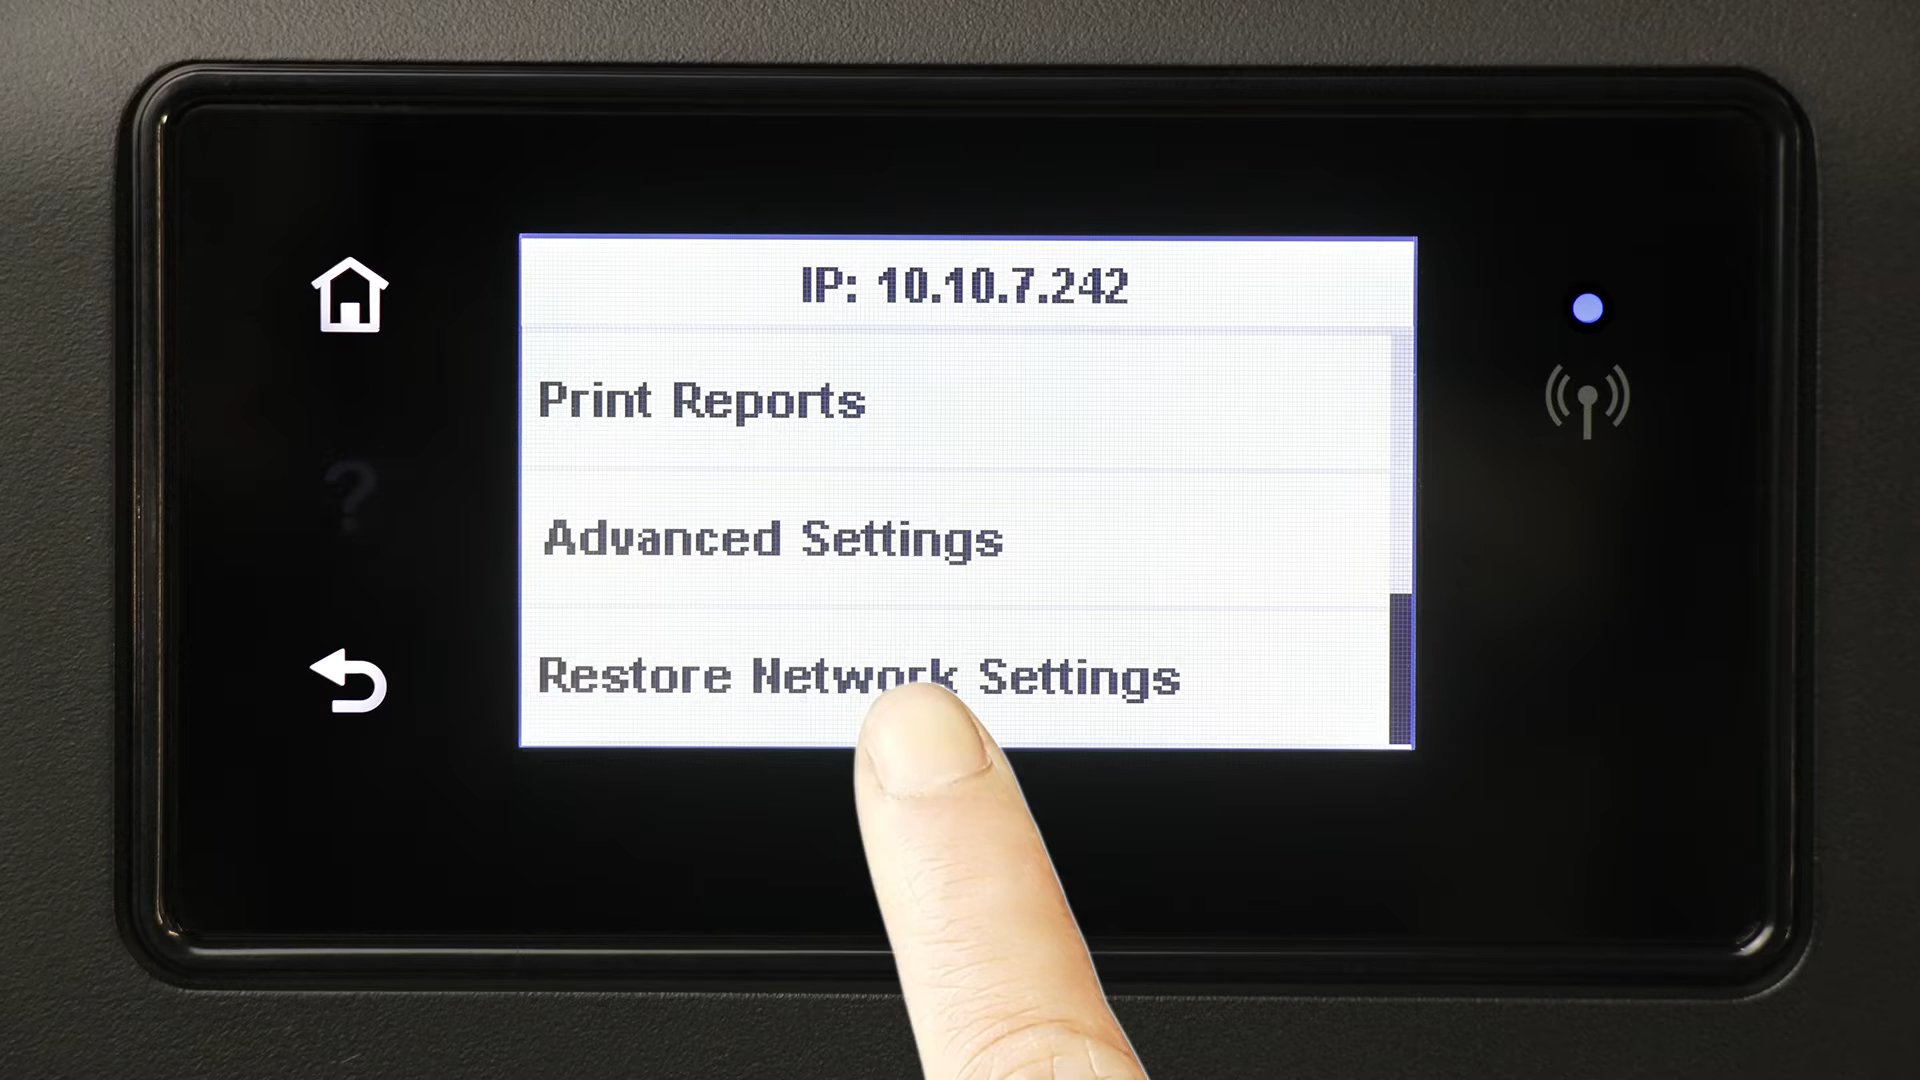 IP: 10.10.7.242
Print Reports
Advanced Settings
Restore Network Settings